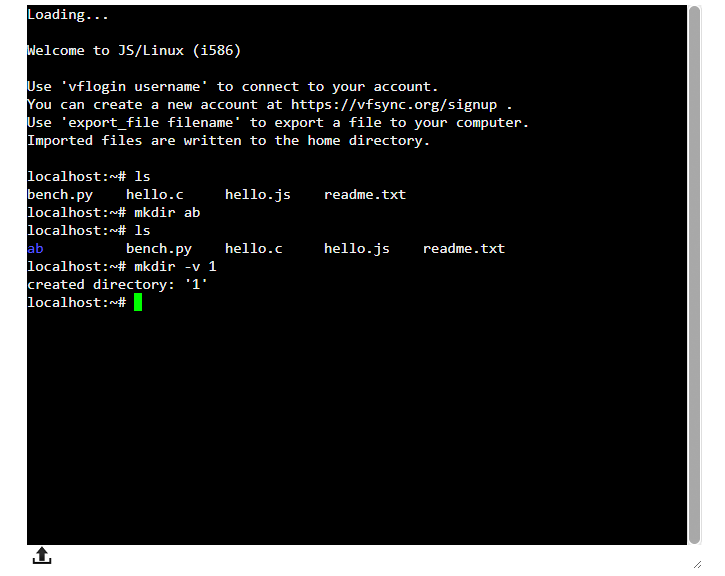 Loading...
Welcome to JS/Linux (i586)
Use 'vflogin username' to connect to your account.
You can create a new account at https://vfsync.org/signup .
Use 'export_file filename' to export a file to your computer.
Imported files are written to the home directory.
localhost:~# ls
bench.py    hello.c     hello.js    readme.txt
localhost:~# mkdir ab
localhost:~# ls
ab          bench.py    hello.c     hello.js    readme.txt
localhost:~# mkdir -v 1
created directory: '1'
localhost:~#